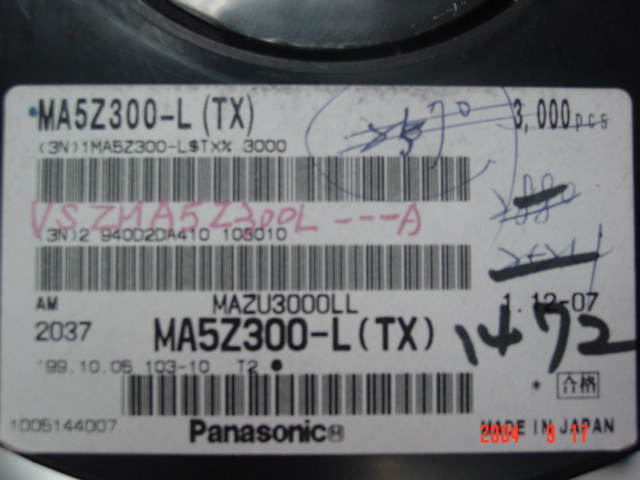 MA5Z300-L (TX) 3,000pcs
(3N)1MA5Z300-L$TX% 3000
VSZMA5Z300L ---A
(3N)2 940D2DA410 103010
AM MAZU3000LL 1.12-07
2037 MA5Z300-L(TX) 1472
'99.10.05 103-10 T2
* 合格
1005144007 Panasonic MADE IN JAPAN
2004 9 17